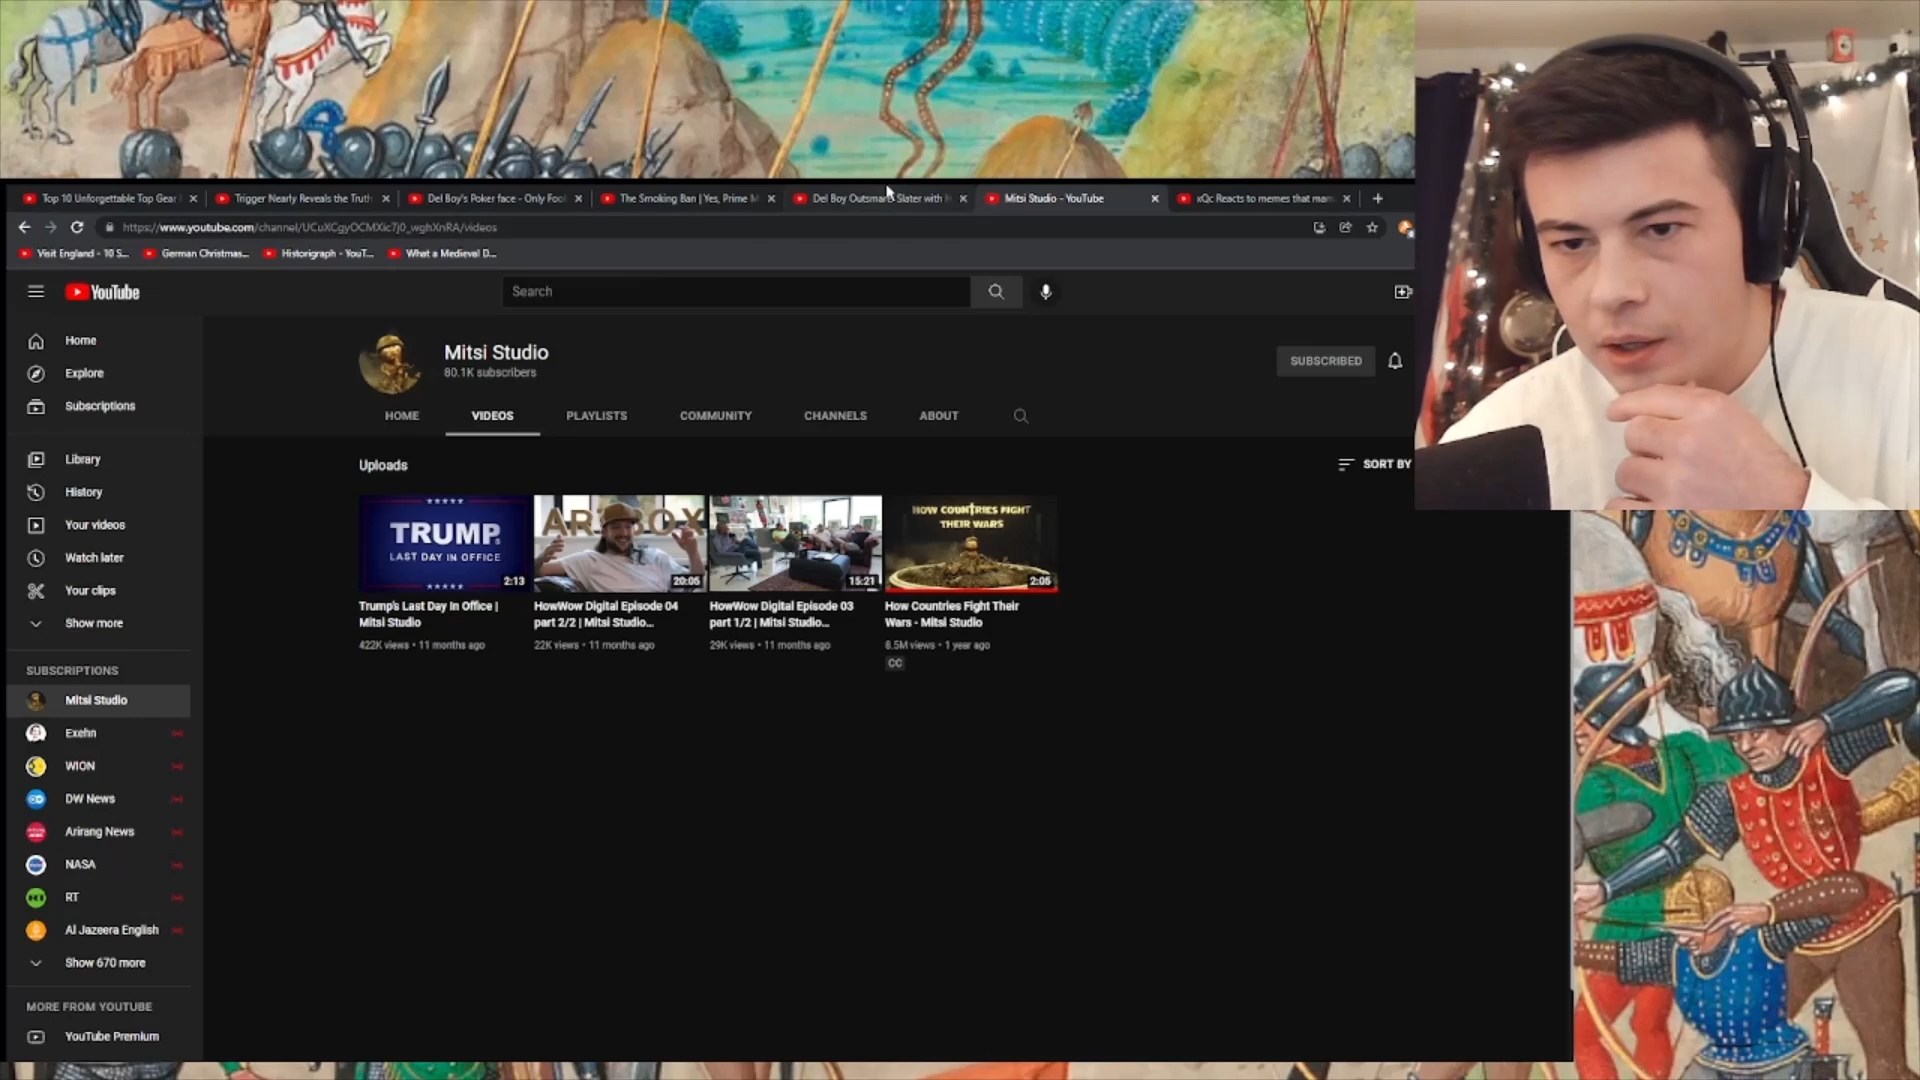 Top 10 Unforgettable Top Gear
Trigger Nearly Reveals the Truth
Del Boy's Poker face - Only Foo
The Smoking Ban | Yes, Prime M
Del Boy Outsmarts Slater with H
Mitsi Studio - YouTube
xQc Reacts to memes that
https://www.youtube.com/channel/UCuXCgyOCMXic7j0_wghXnRA/videos
Visit England - 10 S...
German Christmas...
Historigraph - YouT...
What a Medieval D...
YouTube
Search
Home
Explore
Subscriptions
Library
History
Your videos
Watch later
Your clips
Show more
SUBSCRIPTIONS
Mitsi Studio
Exehn
WION
DW News
Arirang News
NASA
RT
Al Jazeera English
Show 670 more
MORE FROM YOUTUBE
YouTube Premium
Mitsi Studio
80.1K subscribers
SUBSCRIBED
HOME
VIDEOS
PLAYLISTS
COMMUNITY
CHANNELS
ABOUT
Uploads
SORT BY
TRUMP
LAST DAY IN OFFICE
2:13
Trump's Last Day In Office |
Mitsi Studio
422K views • 11 months ago
ARTBOX
20:05
HowWow Digital Episode 04
part 2/2 | Mitsi Studio...
22K views • 11 months ago
15:21
HowWow Digital Episode 03
part 1/2 | Mitsi Studio...
29K views • 11 months ago
HOW COUNTRIES FIGHT
THEIR WARS
2:05
How Countries Fight Their
Wars - Mitsi Studio
8.5M views • 1 year ago
CC